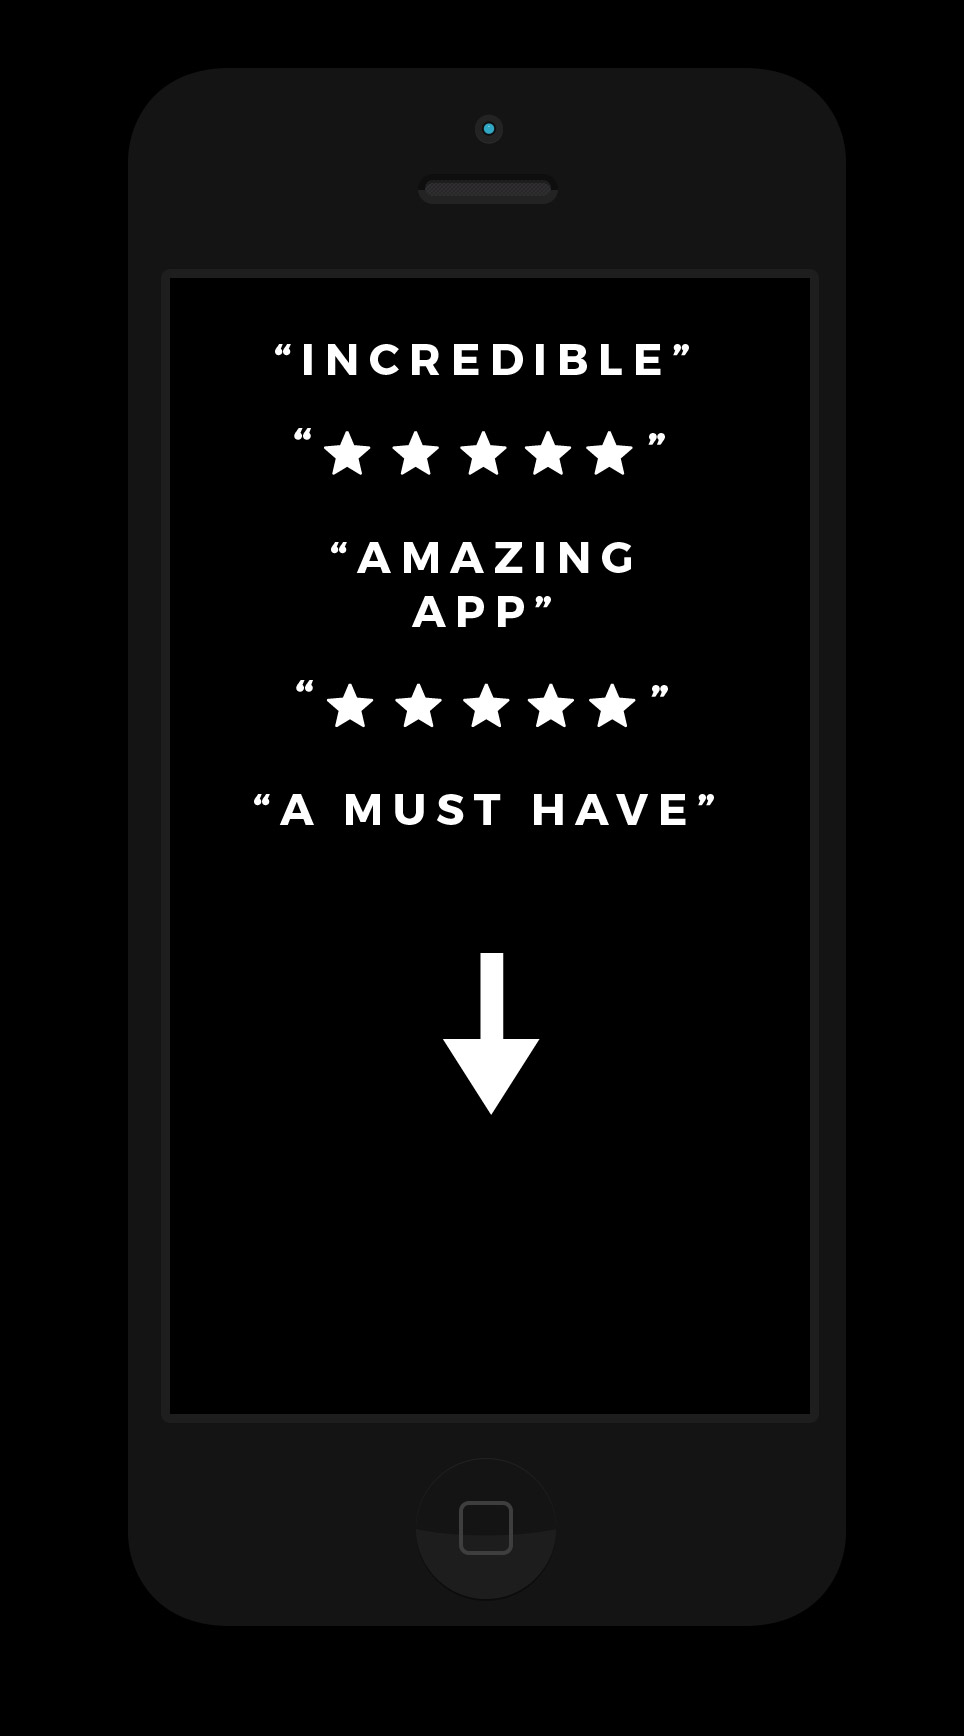 “INCREDIBLE”
“★★★★★”
“AMAZING
APP”
“★★★★★”
“A MUST HAVE”